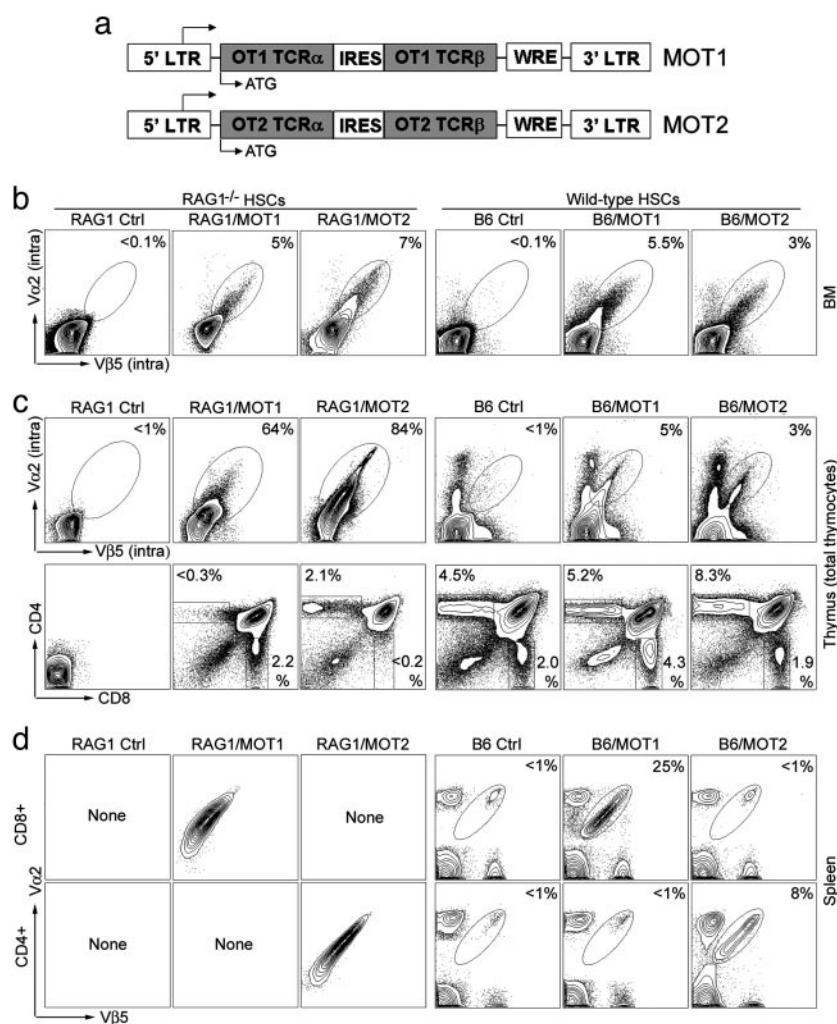 a
5' LTR OT1 TCRα IRES OT1 TCRβ WRE 3' LTR MOT1
ATG
5' LTR OT2 TCRα IRES OT2 TCRβ WRE 3' LTR MOT2
ATG
b
RAG1-/- HSCs Wild-type HSCs
RAG1 Ctrl RAG1/MOT1 RAG1/MOT2 B6 Ctrl B6/MOT1 B6/MOT2
<0.1% 5% 7% <0.1% 5.5% 3%
Vα2 (intra)
Vβ5 (intra)
BM
c
RAG1 Ctrl RAG1/MOT1 RAG1/MOT2 B6 Ctrl B6/MOT1 B6/MOT2
<1% 64% 84% <1% 5% 3%
Vα2 (intra)
Vβ5 (intra)
Thymus (total thymocytes)
<0.3% 2.1% 4.5% 5.2% 8.3%
CD4
2.2 <0.2 2.0 4.3 1.9
% % % % %
CD8
d
RAG1 Ctrl RAG1/MOT1 RAG1/MOT2 B6 Ctrl B6/MOT1 B6/MOT2
<1% 25% <1%
CD8+
None None
Vα2
Spleen
<1% <1% 8%
CD4+
None None
Vβ5